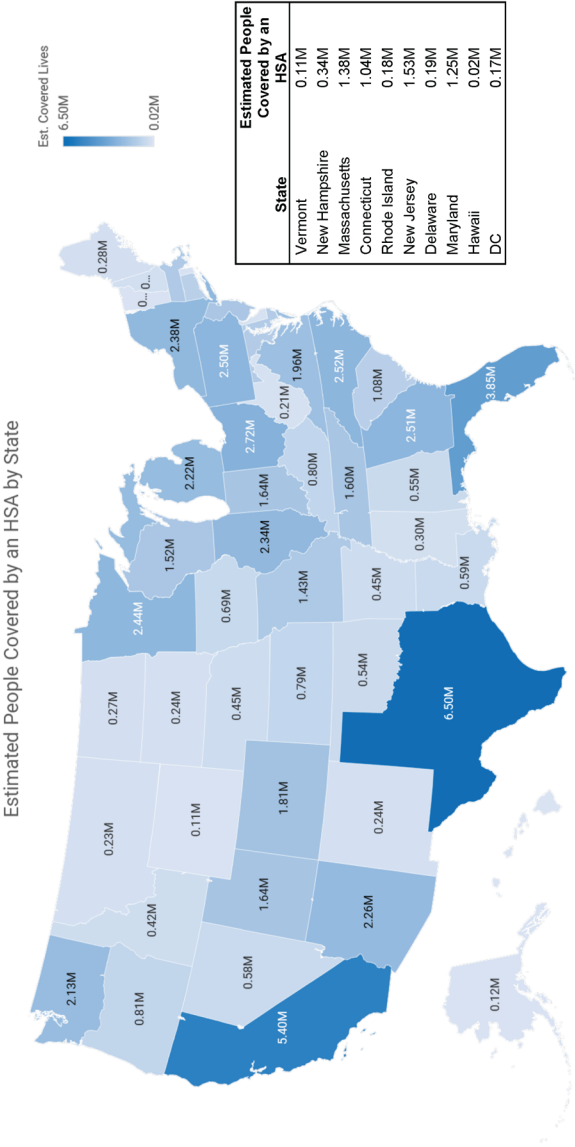 Estimated People Covered by an HSA by State
Est. Covered Lives
6.50M
0.02M
2.13M
0.81M
5.40M
0.58M
0.42M
0.23M
0.11M
1.64M
1.81M
2.26M
0.24M
0.27M
0.24M
0.45M
0.79M
0.54M
6.50M
2.44M
0.69M
1.43M
0.45M
0.59M
1.52M
2.34M
2.22M
1.64M
2.72M
0.80M
1.60M
0.30M
0.55M
2.51M
3.85M
1.08M
2.52M
1.96M
0.21M
2.50M
2.38M
0...
0...
0.28M
0.12M
State Estimated People Covered by an HSA
Vermont 0.11M
New Hampshire 0.34M
Massachusetts 1.38M
Connecticut 1.04M
Rhode Island 0.18M
New Jersey 1.53M
Delaware 0.19M
Maryland 1.25M
Hawaii 0.02M
DC 0.17M